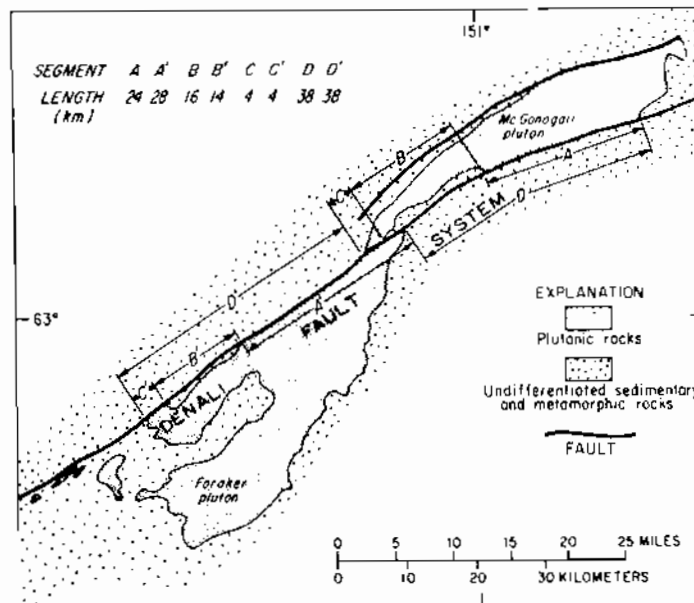 151°
SEGMENT A A' B B' C C' D D'
LENGTH 24 28 16 14 4 4 38 38
(km)
McGonagall
pluton
B
C
A
D
SYSTEM
63°
D'
A'
FAULT
B'
C'
DENALI
Foraker
pluton
EXPLANATION
Plutonic rocks
Undifferentiated sedimentary
and metamorphic rocks
FAULT
0 5 10 15 20 25 MILES
0 10 20 30 KILOMETERS